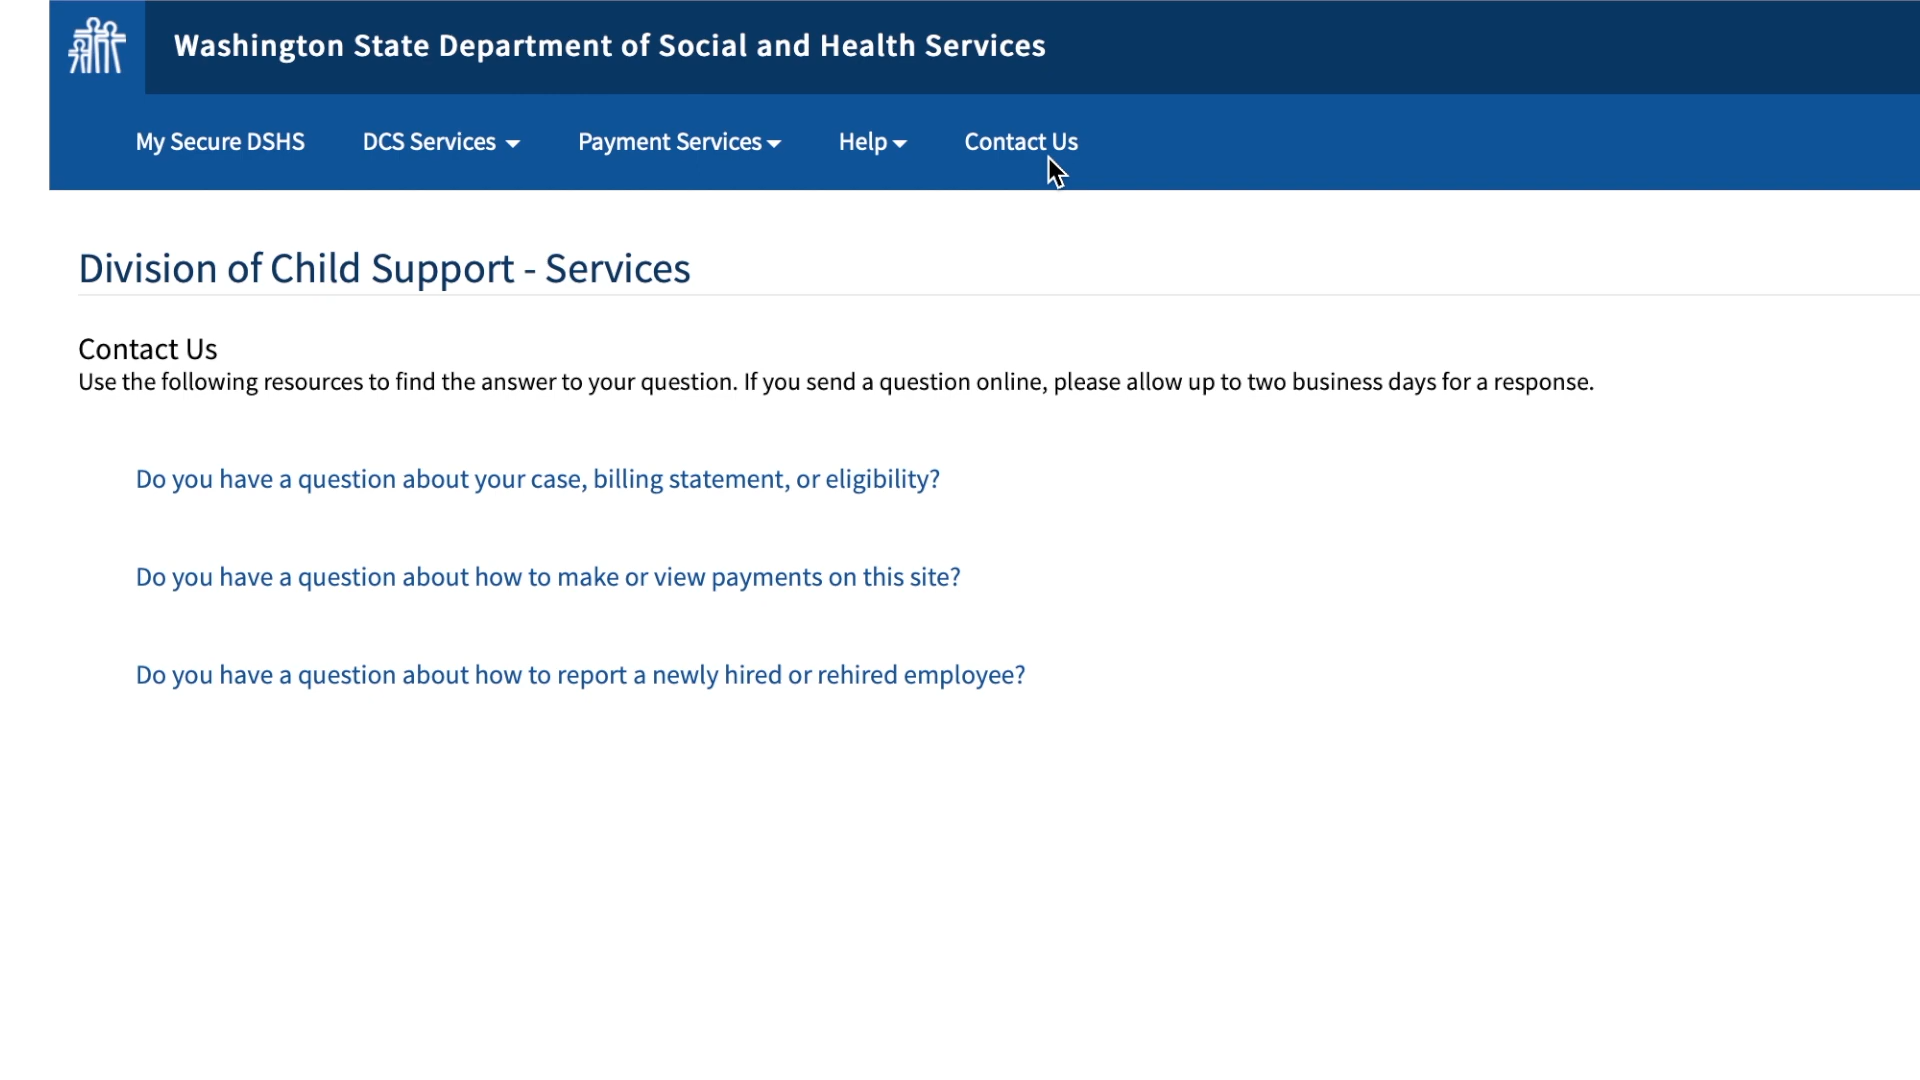 Washington State Department of Social and Health Services
My Secure DSHS DCS Services Payment Services Help Contact Us
Division of Child Support - Services
Contact Us
Use the following resources to find the answer to your question. If you send a question online, please allow up to two business days for a response.
Do you have a question about your case, billing statement, or eligibility?
Do you have a question about how to make or view payments on this site?
Do you have a question about how to report a newly hired or rehired employee?